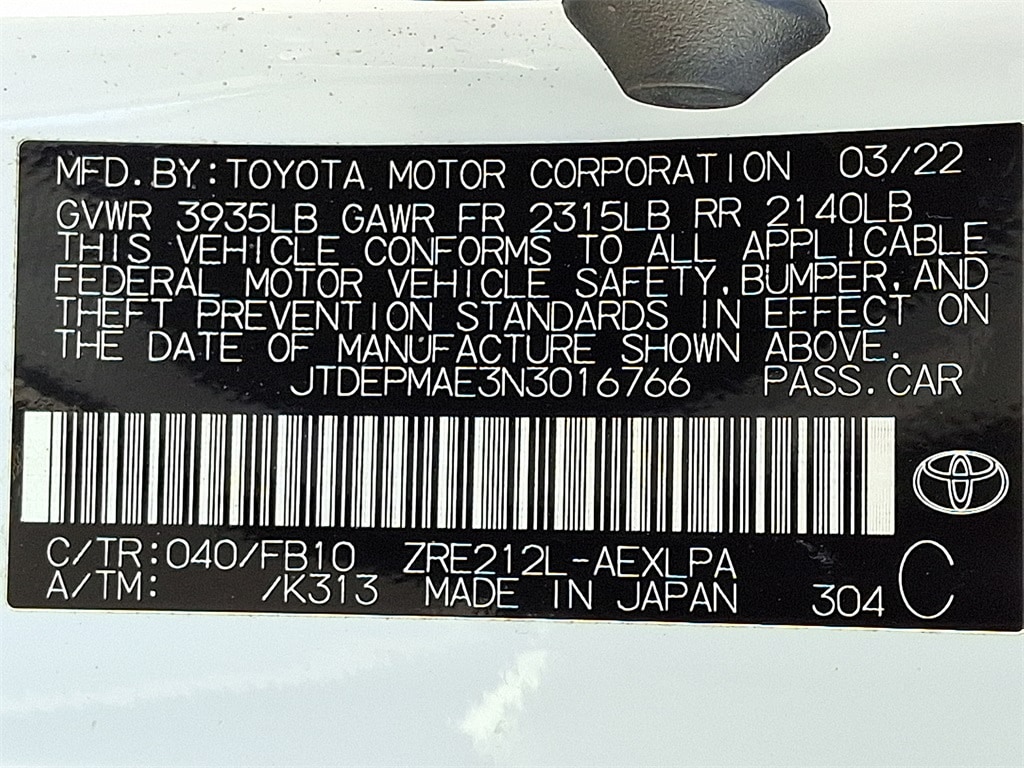 MFD.BY:TOYOTA MOTOR CORPORATION 03/22
GVWR 3935LB GAWR FR 2315LB RR 2140LB
THIS VEHICLE CONFORMS TO ALL APPLICABLE
FEDERAL MOTOR VEHICLE SAFETY,BUMPER,AND
THEFT PREVENTION STANDARDS IN EFFECT ON
THE DATE OF MANUFACTURE SHOWN ABOVE.
JTDEPMAE3N3016766 PASS.CAR
C/TR:040/FB10 ZRE212L-AEXLPA
A/TM: /K313 MADE IN JAPAN 304 C